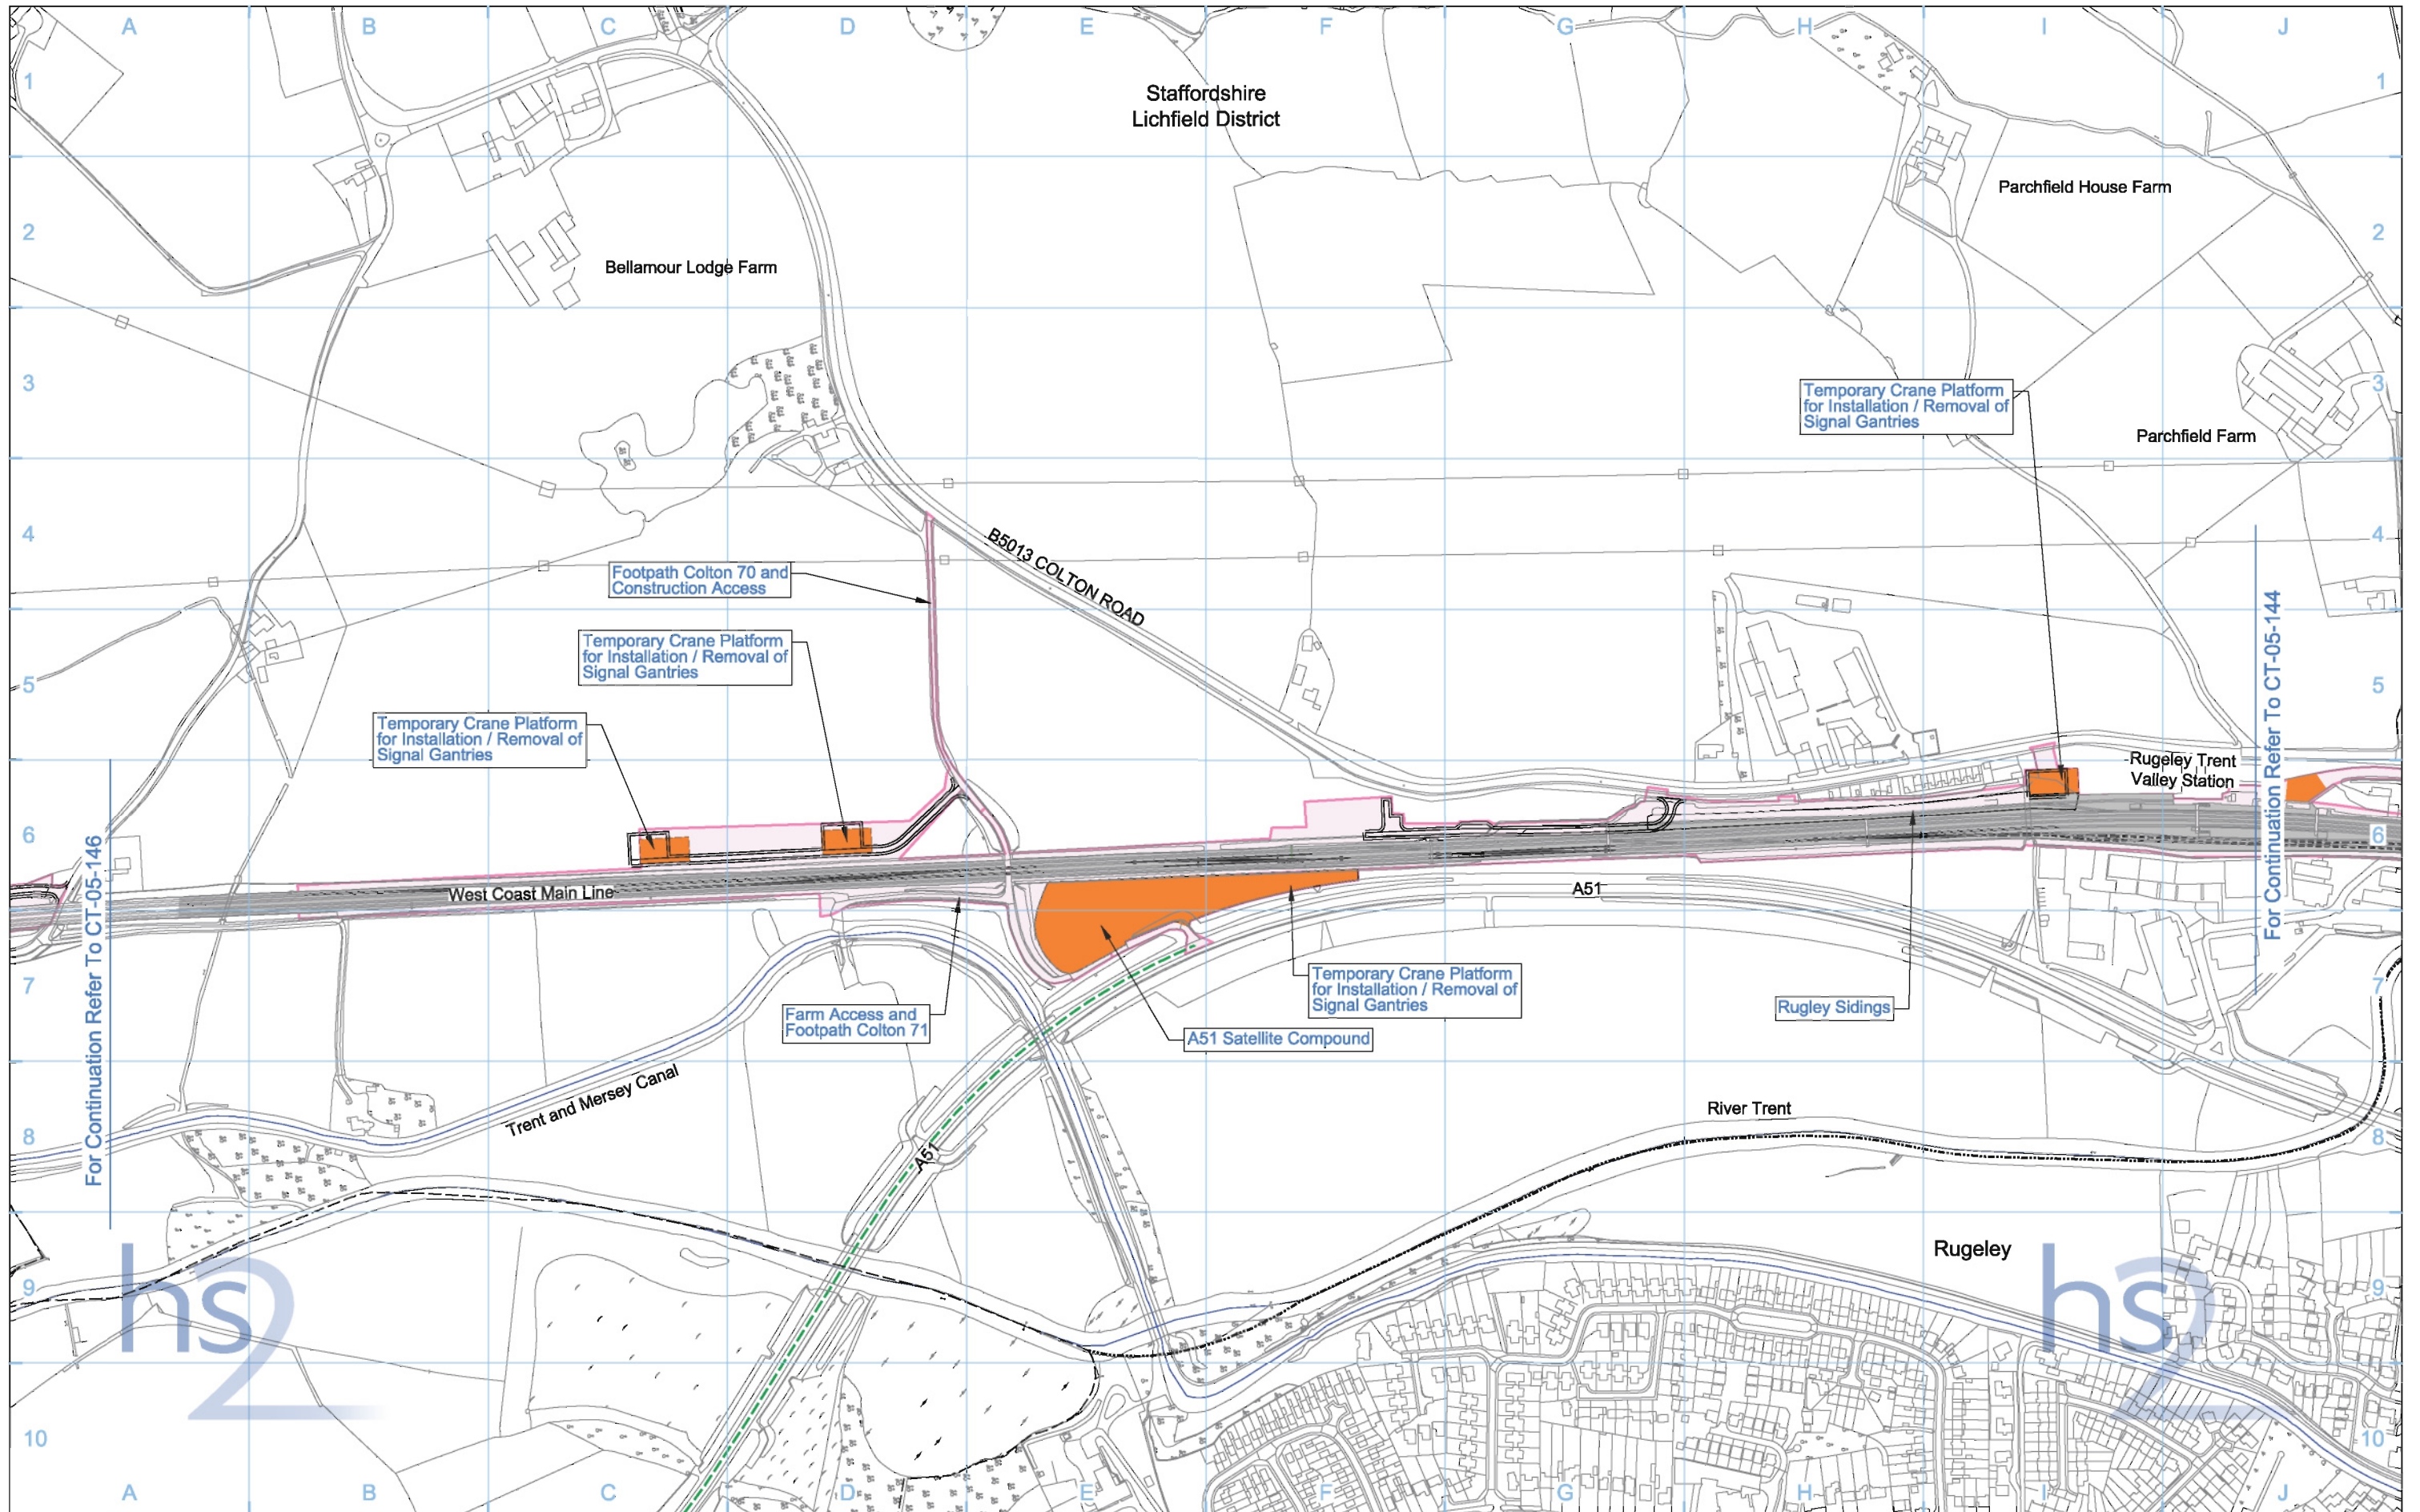 A B C D E F G H I J
1
1
Staffordshire
Lichfield District
Parchfield House Farm
2
2
Bellamour Lodge Farm
3
3
Temporary Crane Platform
for Installation / Removal of
Signal Gantries
Parchfield Farm
4
4
B5013 COLTON ROAD
Footpath Colton 70 and
Construction Access
Temporary Crane Platform
for Installation / Removal of
Signal Gantries
5
5
Temporary Crane Platform
for Installation / Removal of
Signal Gantries
Rugeley Trent
Valley Station
For Continuation Refer To CT-05-144
6
6
For Continuation Refer To CT-05-146
West Coast Main Line
A51
7
7
Temporary Crane Platform
for Installation / Removal of
Signal Gantries
Farm Access and
Footpath Colton 71
Rugley Sidings
A51 Satellite Compound
Trent and Mersey Canal
River Trent
8
8
A51
Rugeley
9
9
hs2
hs2
10
10
A B C D E F G H I J